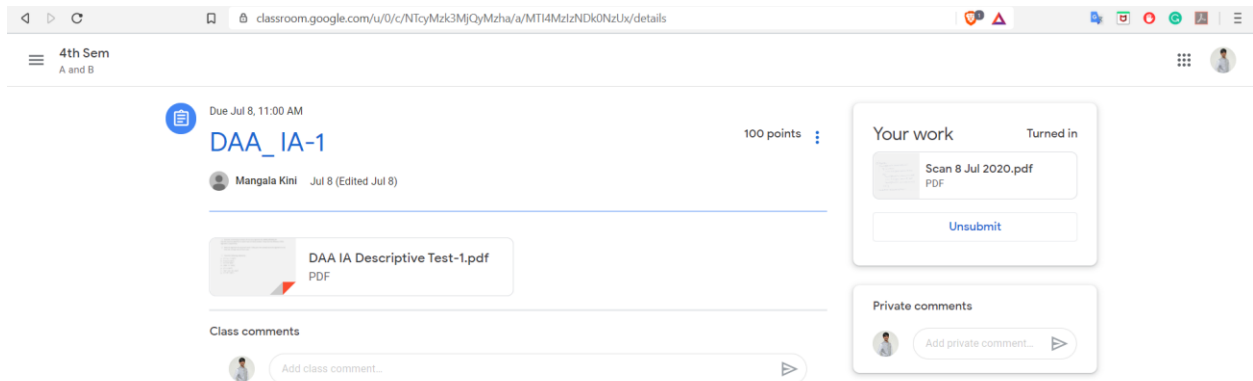 classroom.google.com/u/0/c/NTcyMzk3MjQyMzha/a/MTI4MzIzNDk0NzUx/details
4th Sem
A and B
Due Jul 8, 11:00 AM
DAA_ IA-1
100 points
Mangala Kini Jul 8 (Edited Jul 8)
DAA IA Descriptive Test-1.pdf
PDF
Class comments
Add class comment...
Your work
Turned in
Scan 8 Jul 2020.pdf
PDF
Unsubmit
Private comments
Add private comment...